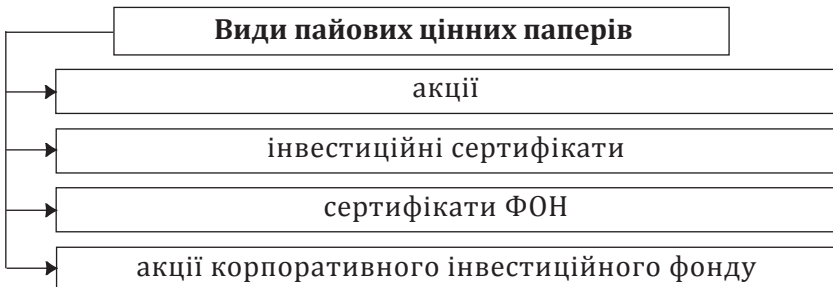 Види пайових цінних паперів
акції
інвестиційні сертифікати
сертифікати ФОН
акції корпоративного інвестиційного фонду